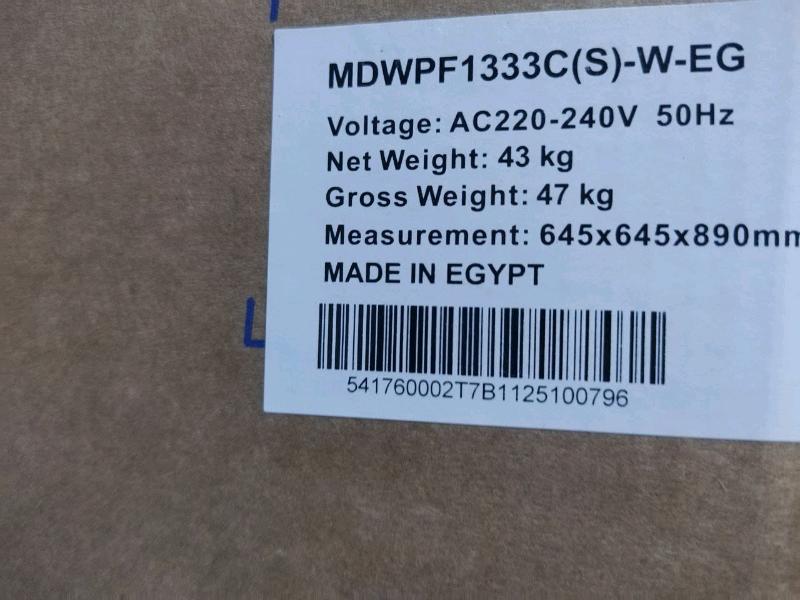 MDWPF1333C(S)-W-EG
Voltage: AC220-240V 50Hz
Net Weight: 43 kg
Gross Weight: 47 kg
Measurement: 645x645x890mm
MADE IN EGYPT
541760002T7B1125100796